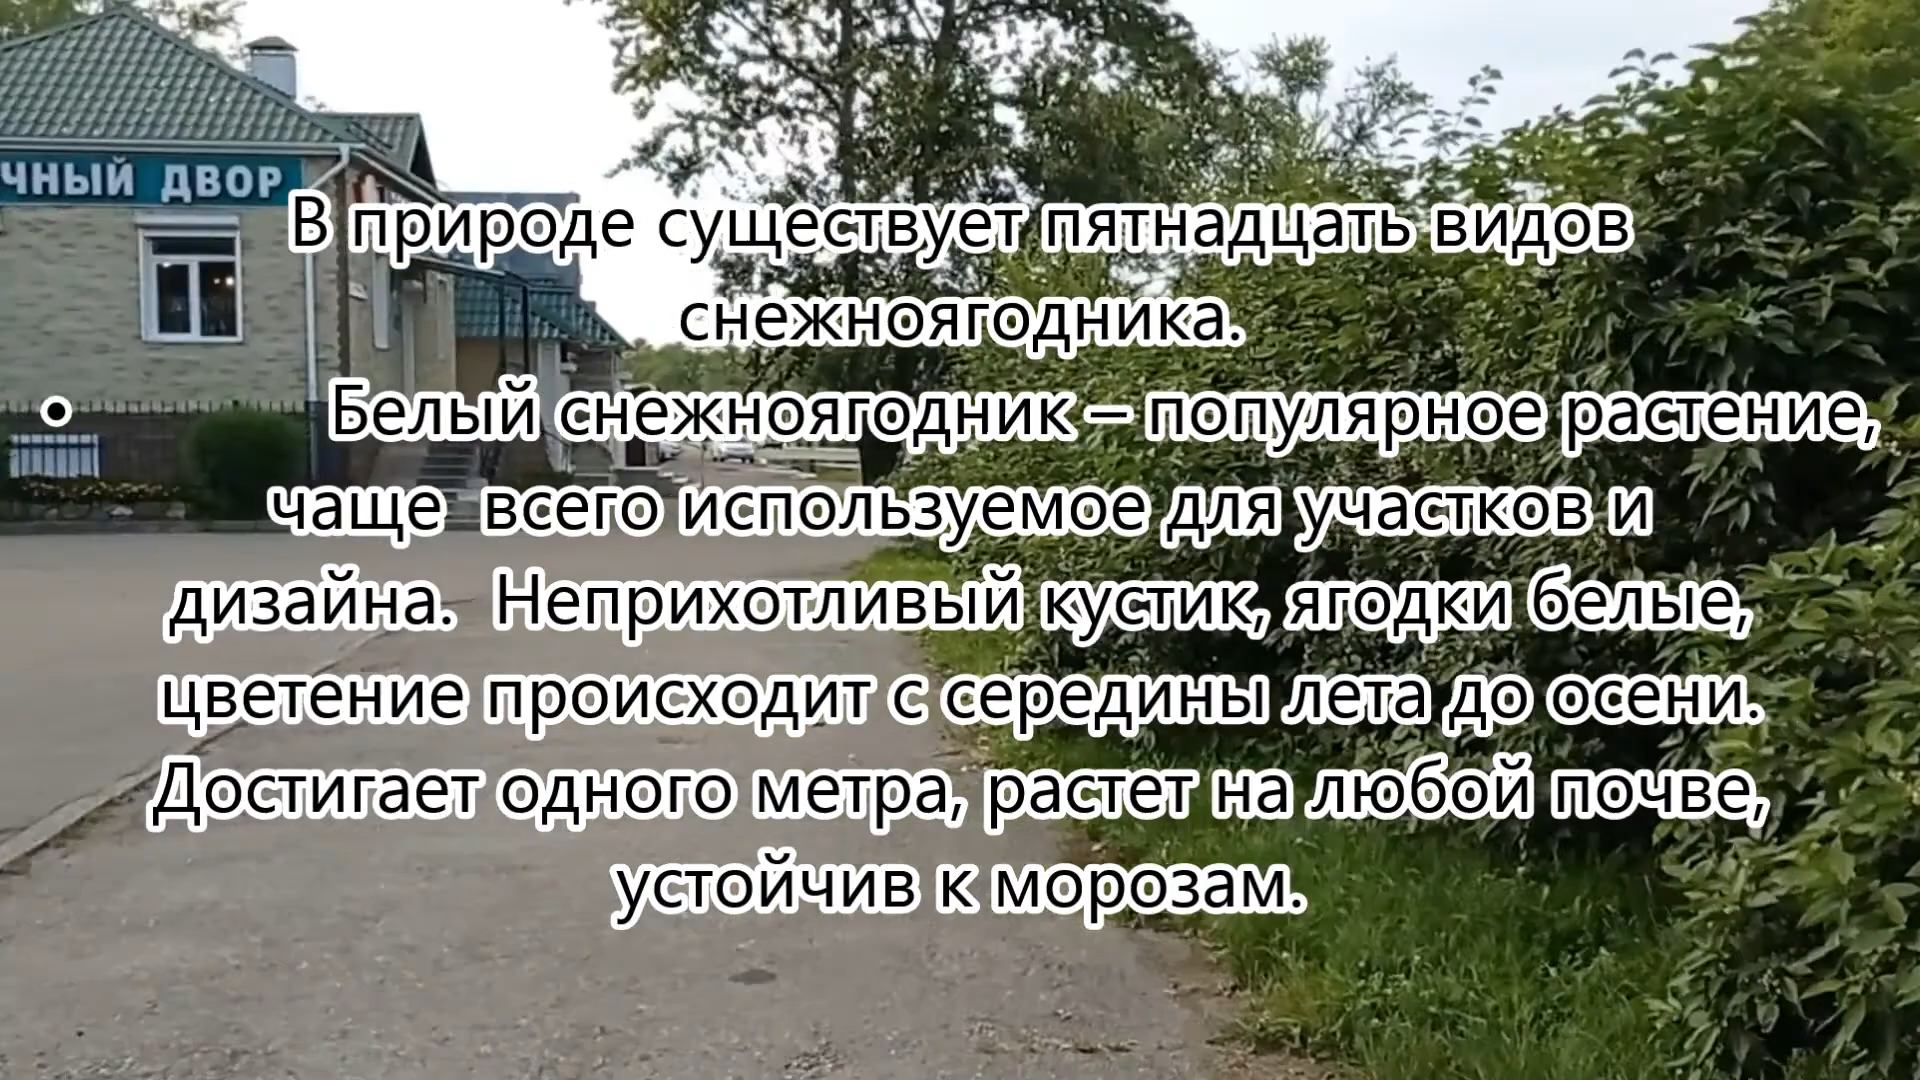 ЧНЫЙ ДВОР
В природе существует пятнадцать видов
снежноягодника.
• Белый снежноягодник – популярное растение,
чаще всего используемое для участков и
дизайна. Неприхотливый кустик, ягодки белые,
цветение происходит с середины лета до осени.
Достигает одного метра, растет на любой почве,
устойчив к морозам.